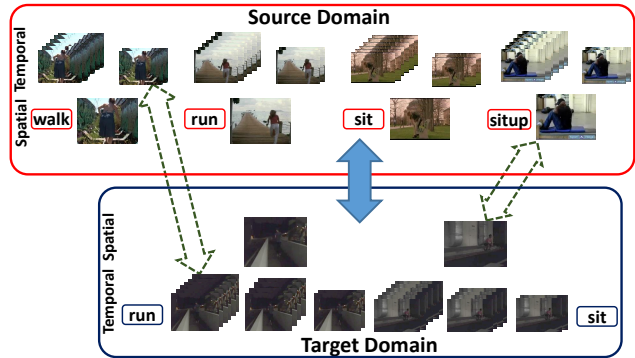 Source Domain
Temporal
Spatial
walk
run
sit
situp
Spatial
Temporal
run
sit
Target Domain